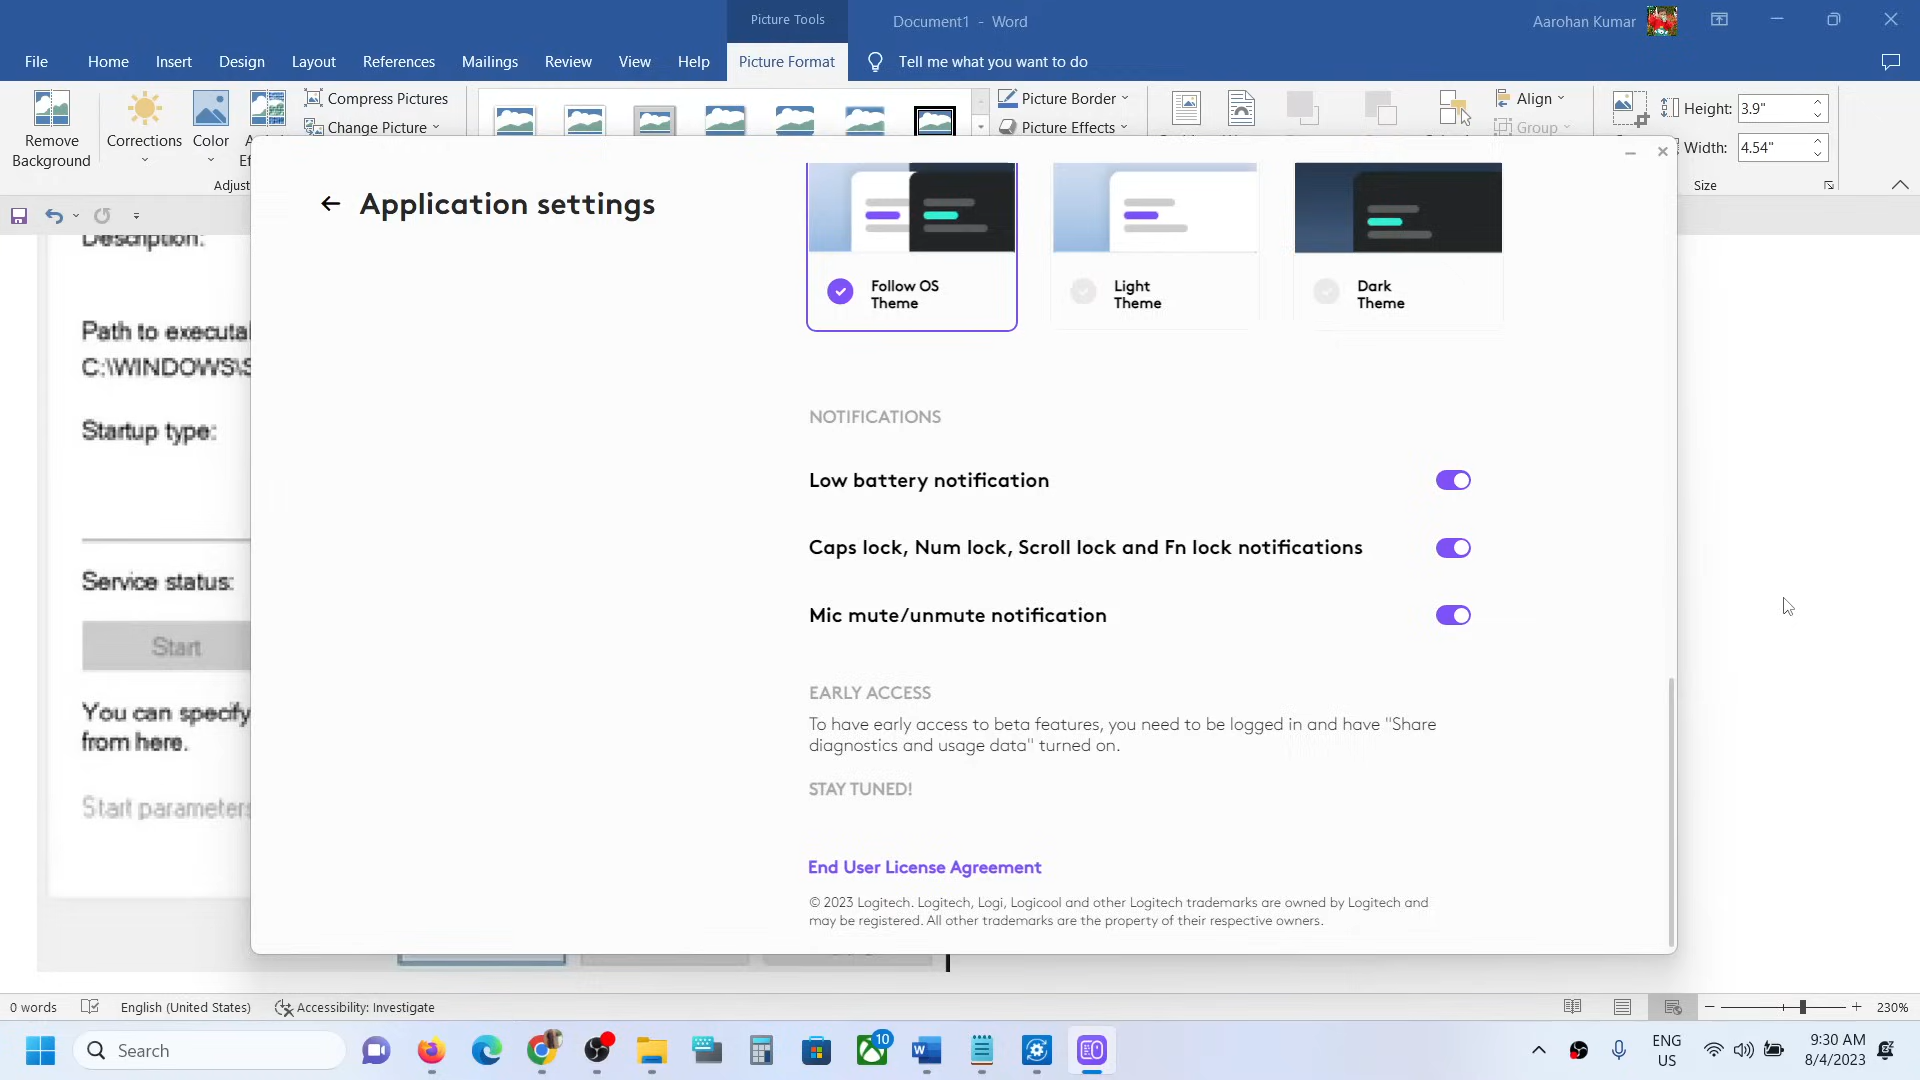 Picture Tools
Document1 - Word
Aarohan Kumar
File
Home
Insert
Design
Layout
References
Mailings
Review
View
Help
Picture Format
Tell me what you want to do
Remove
Background
Corrections
Color
Compress Pictures
Change Picture
Adjust
Picture Border
Picture Effects
Align
Group
Height: 3.9"
Width: 4.54"
Size
Description:
Path to executa
C:\WINDOWS\S
Startup type:
Service status:
Start
You can specify
from here.
Start parameters
Application settings
Follow OS
Theme
Light
Theme
Dark
Theme
NOTIFICATIONS
Low battery notification
Caps lock, Num lock, Scroll lock and Fn lock notifications
Mic mute/unmute notification
EARLY ACCESS
To have early access to beta features, you need to be logged in and have "Share
diagnostics and usage data" turned on.
STAY TUNED!
End User License Agreement
© 2023 Logitech. Logitech, Logi, Logicool and other Logitech trademarks are owned by Logitech and
may be registered. All other trademarks are the property of their respective owners.
0 words
English (United States)
Accessibility: Investigate
230%
Search
10
ENG
US
9:30 AM
8/4/2023